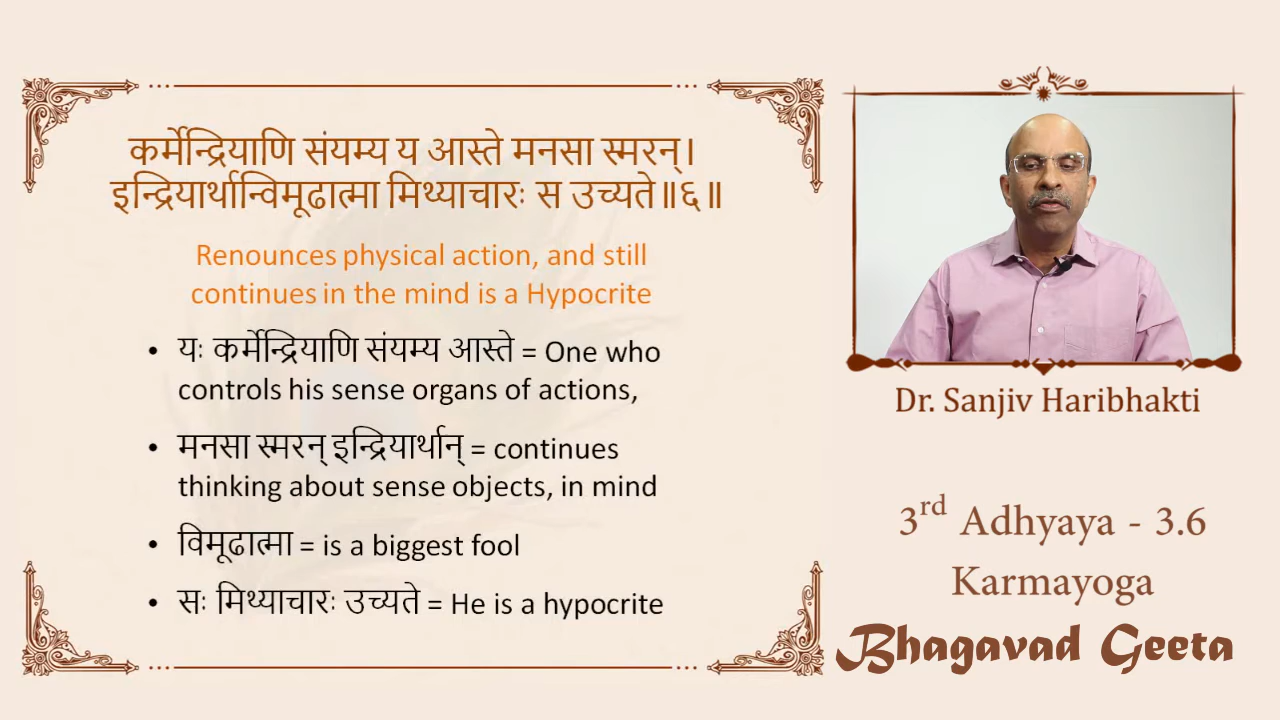 कर्मेन्द्रियाणि संयम्य य आस्ते मनसा स्मरन्।
इन्द्रियार्थान्विमूढात्मा मिथ्याचारः स उच्यते॥६॥
Renounces physical action, and still
continues in the mind is a Hypocrite
• यः कर्मेन्द्रियाणि संयम्य आस्ते = One who
controls his sense organs of actions,
• मनसा स्मरन् इन्द्रियार्थान् = continues
thinking about sense objects, in mind
• विमूढात्मा = is a biggest fool
• सः मिथ्याचारः उच्यते = He is a hypocrite
Dr. Sanjiv Haribhakti
3rd Adhyaya - 3.6
Karmayoga
Bhagavad Geeta